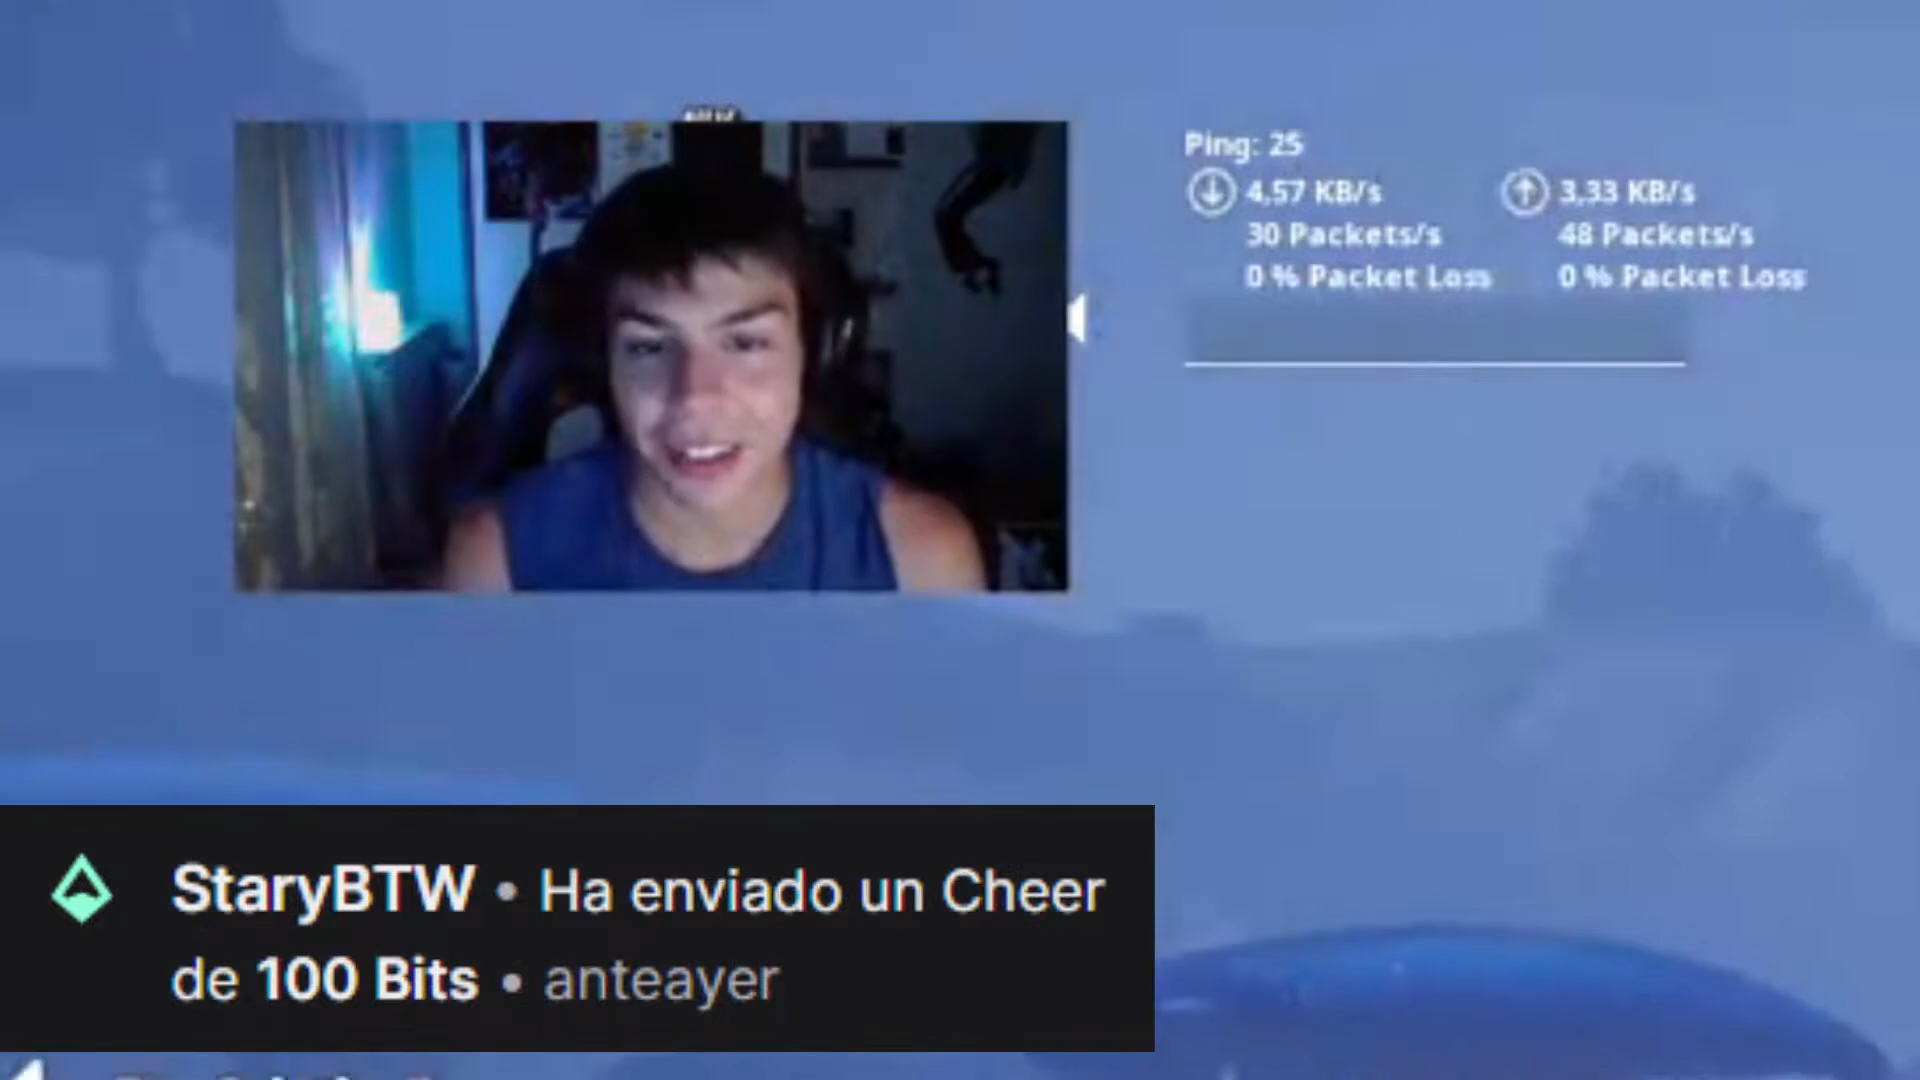 Ping: 25
4,57 KB/s
3,33 KB/s
30 Packets/s
48 Packets/s
0 % Packet Loss
0 % Packet Loss
StaryBTW • Ha enviado un Cheer
de 100 Bits • anteayer